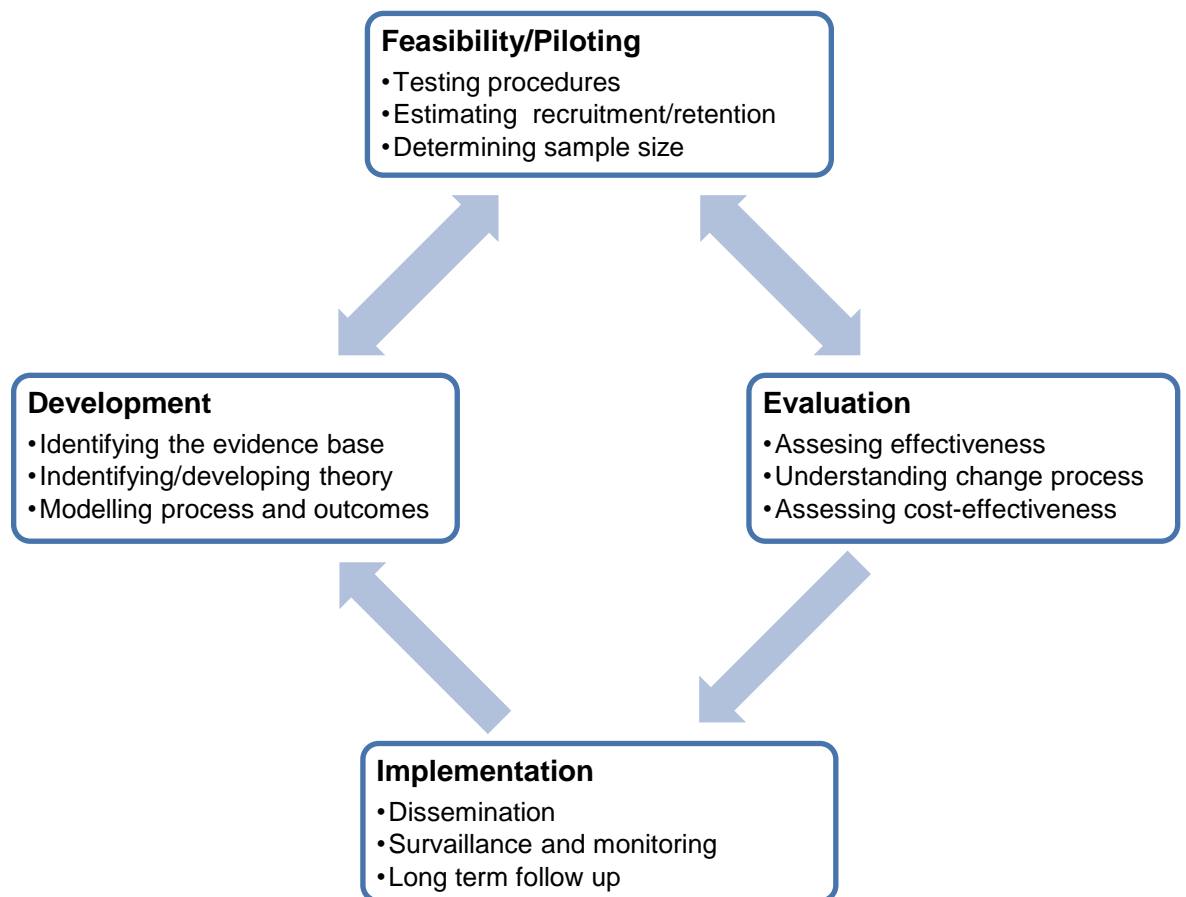 Feasibility/Piloting
•Testing procedures
•Estimating recruitment/retention
•Determining sample size
Development
•Identifying the evidence base
•Indentifying/developing theory
•Modelling process and outcomes
Evaluation
•Assesing effectiveness
•Understanding change process
•Assessing cost-effectiveness
Implementation
•Dissemination
•Survaillance and monitoring
•Long term follow up